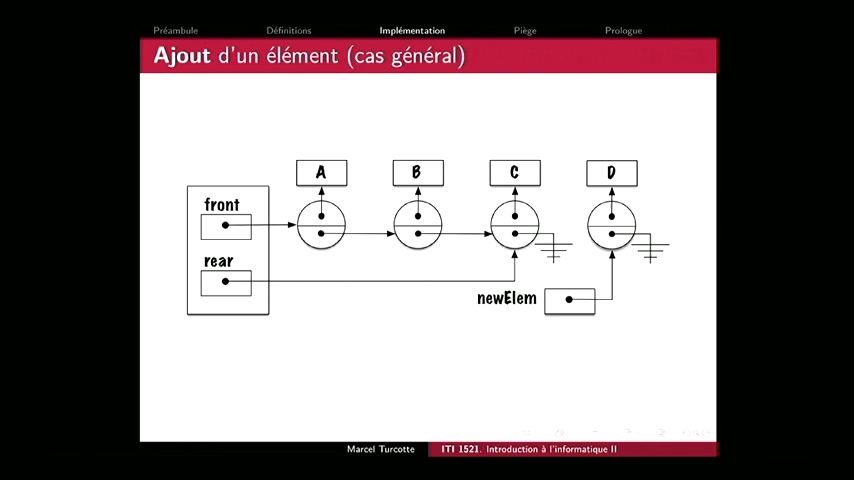 Préambule Définitions Implémentation Piège Prologue
Ajout d'un élément (cas général)
A B C D
front
rear
newElem
Marcel Turcotte ITI 1521. Introduction à l'informatique II